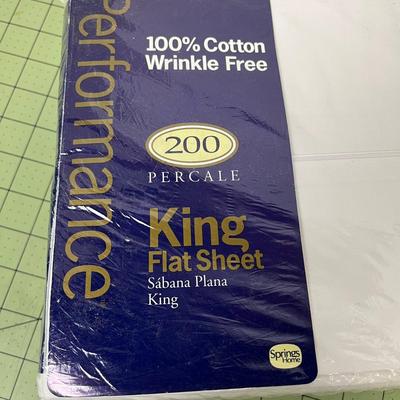 Performance
100% Cotton
Wrinkle Free
200
PERCALE
King
Flat Sheet
Sábana Plana
King
Springs
Home